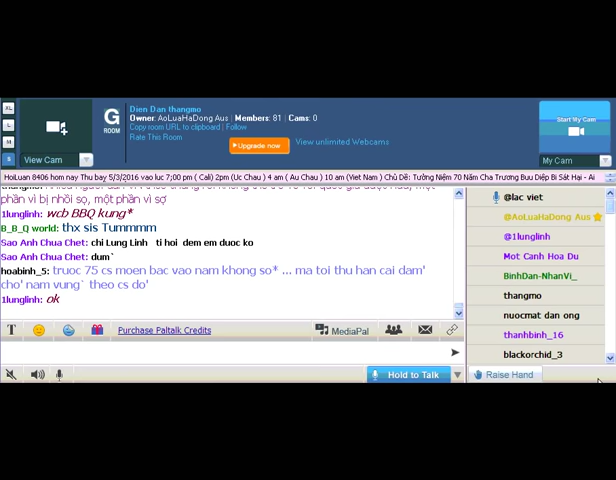 XL
L
M
S
View Cam
G
ROOM
Dien Dan thangmo
Owner: AoLuaHaDong Aus | Members: 81 | Cams: 0
Copy room URL to clipboard | Follow
Rate This Room
Upgrade now
View unlimited Webcams
Start My Cam
My Cam
HoiLuan 8406 hom nay Thu bay 5/3/2016 vao luc 7;00 pm ( Cali) 2pm (Uc Chau ) 4 am ( Au Chau ) 10 am (Viet Nam ) Chủ Đề: Tưởng Niệm 70 Năm Cha Trương Bưu Diệp Bị Sát Hại - Ai
phần vì bị nhồi sọ, một phần vì sợ
1lunglinh: wcb BBQ kung*
B_B_Q world: thx sis Tummmm
Sao Anh Chua Chet: chi Lung Linh ti hoi dem em duoc ko
Sao Anh Chua Chet: dum`
hoabinh_5: truoc 75 cs moen bac vao nam khong so* ... ma toi thu han cai dam'
cho' nam vung` theo cs do'
1lunglinh: ok
T
Purchase Paltalk Credits
MediaPal
Hold to Talk
@lac viet
@AoLuaHaDong Aus
@1lunglinh
Mot Canh Hoa Du
BinhDan-NhanVi_
thangmo
nuocmat dan ong
thanhbinh_16
blackorchid_3
Raise Hand